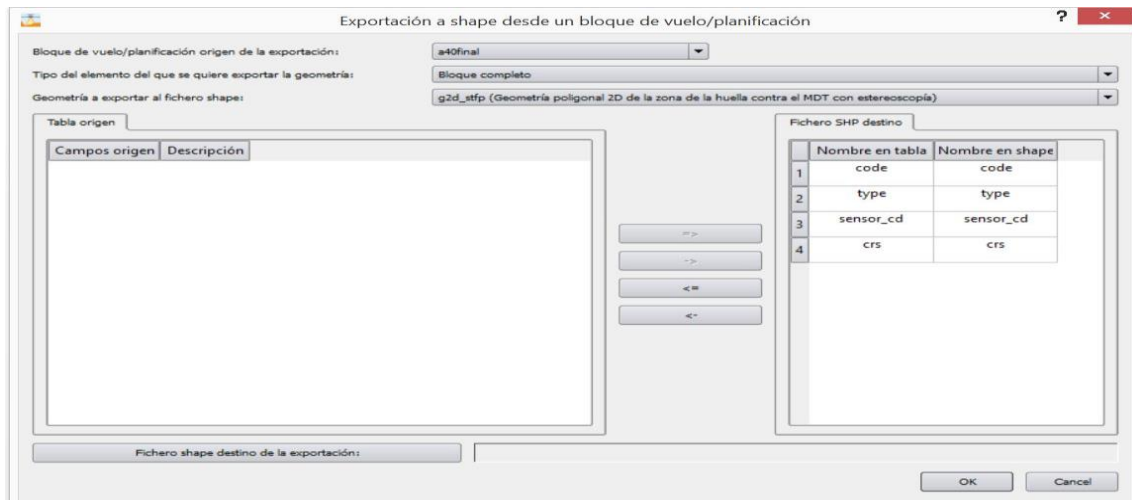 Exportación a shape desde un bloque de vuelo/planificación
? ×
Bloque de vuelo/planificación origen de la exportación: a40final
Tipo del elemento del que se quiere exportar la geometría: Bloque completo
Geometría a exportar al fichero shape: g2d_stfp (Geometría poligonal 2D de la zona de la huella contra el MDT con estereoscopía)
Tabla origen
Campos origen Descripción
=>
->
<=
<-
Fichero SHP destino
Nombre en tabla Nombre en shape
1 code code
2 type type
3 sensor_cd sensor_cd
4 crs crs
Fichero shape destino de la exportación:
OK Cancel